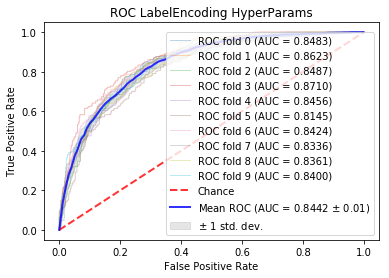 ROC LabelEncoding HyperParams
1.0
0.8
0.6
0.4
0.2
0.0
True Positive Rate
ROC fold 0 (AUC = 0.8483)
ROC fold 1 (AUC = 0.8623)
ROC fold 2 (AUC = 0.8487)
ROC fold 3 (AUC = 0.8710)
ROC fold 4 (AUC = 0.8456)
ROC fold 5 (AUC = 0.8145)
ROC fold 6 (AUC = 0.8424)
ROC fold 7 (AUC = 0.8336)
ROC fold 8 (AUC = 0.8361)
ROC fold 9 (AUC = 0.8400)
Chance
Mean ROC (AUC = 0.8442 ± 0.01)
± 1 std. dev.
0.0 0.2 0.4 0.6 0.8 1.0
False Positive Rate